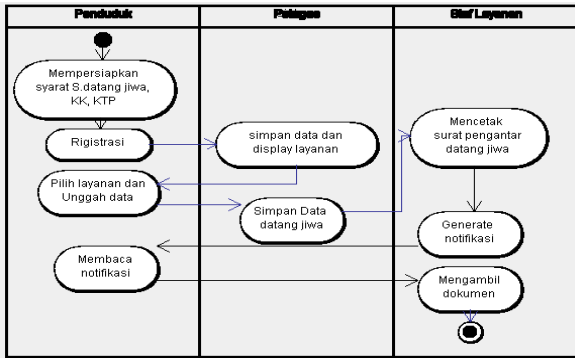 Penduduk
Petugas
Staf Layanan
Mempersiapkan
syarat S.datang jiwa,
KK, KTP
Rigistrasi
simpan data dan
display layanan
Mencetak
surat pengantar
datang jiwa
Pilih layanan dan
Unggah data
Simpan Data
datang jiwa
Generate
notifikasi
Membaca
notifikasi
Mengambil
dokumen